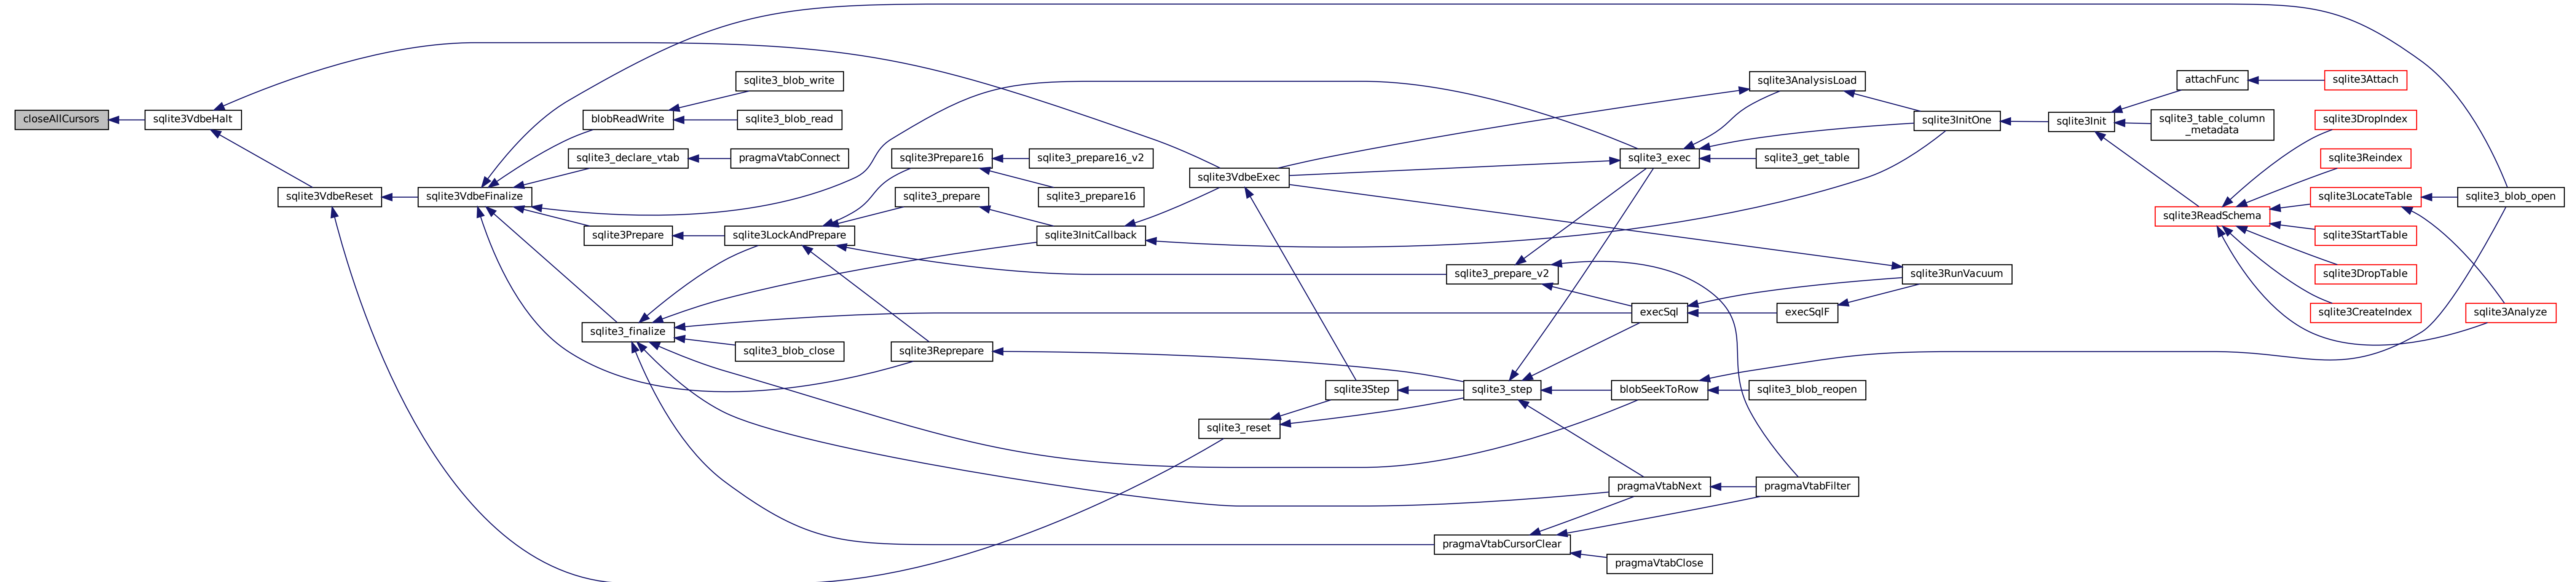 closeAllCursors
sqlite3VdbeHalt
sqlite3VdbeReset
sqlite3VdbeFinalize
blobReadWrite
sqlite3_declare_vtab
sqlite3Prepare
sqlite3_finalize
sqlite3_blob_write
sqlite3_blob_read
pragmaVtabConnect
sqlite3LockAndPrepare
sqlite3_blob_close
sqlite3Prepare16
sqlite3_prepare
sqlite3Reprepare
sqlite3_prepare16_v2
sqlite3_prepare16
sqlite3InitCallback
sqlite3VdbeExec
sqlite3_reset
sqlite3Step
sqlite3_prepare_v2
sqlite3_step
pragmaVtabCursorClear
sqlite3_exec
execSql
blobSeekToRow
pragmaVtabNext
pragmaVtabClose
sqlite3AnalysisLoad
sqlite3_get_table
execSqlF
sqlite3_blob_reopen
pragmaVtabFilter
sqlite3InitOne
sqlite3RunVacuum
sqlite3Init
attachFunc
sqlite3_table_column
_metadata
sqlite3ReadSchema
sqlite3Attach
sqlite3DropIndex
sqlite3Reindex
sqlite3LocateTable
sqlite3StartTable
sqlite3DropTable
sqlite3CreateIndex
sqlite3_blob_open
sqlite3Analyze